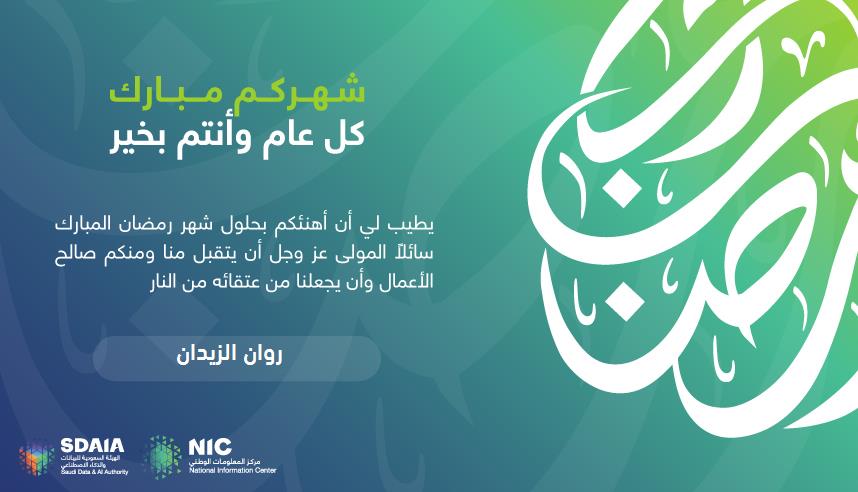 شهركم مبارك
كل عام وأنتم بخير
يطيب لي أن أهنئكم بحلول شهر رمضان المبارك
سائلاً المولى عز وجل أن يتقبل منا ومنكم صالح
الأعمال وأن يجعلنا من عتقائه من النار
روان الزيدان
SDAIA
الهيئة السعودية للبيانات
والذكاء الاصطناعي
Saudi Data & AI Authority
NIC
مركز المعلومات الوطني
National Information Center